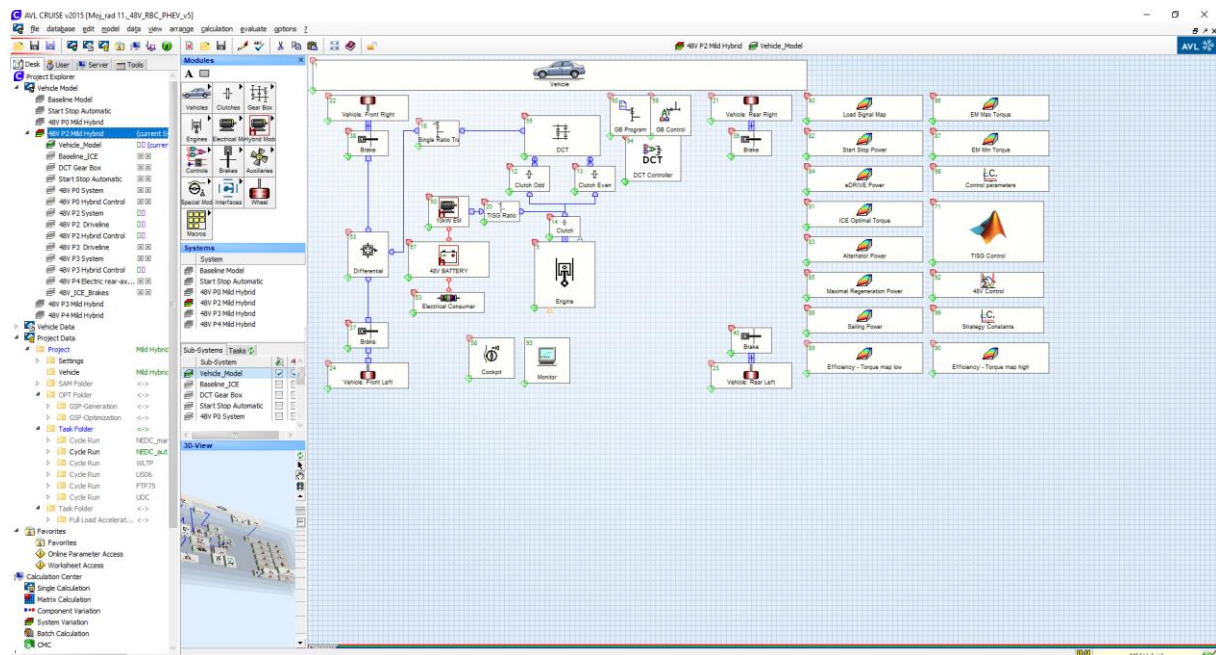 AVL CRUISE v2015 [Moj_rad 11._48V_RBC_PHEV_v5]
file database edit model data view arrange calculation evaluate options ?
48V P2 Mild Hybrid Vehicle_Model
AVL
Desk User Server Tools
Project Explorer
Vehicle Model
Baseline Model
Start Stop Automatic
48V P0 Mild Hybrid
48V P2 Mild Hybrid
Vehicle_Model
Baseline_ICE
DCT Gear Box
Start Stop Automatic
48V P0 System
48V P0 Hybrid Control
48V P2 System
48V P2 Driveline
48V P2 Hybrid Control
48V P3 Driveline
48V P3 System
48V P3 Hybrid Control
48V P4 Electric rear-ax...
48V_ICE_Brakes
48V P3 Mild Hybrid
48V P4 Mild Hybrid
Vehicle Data
Project Data
Project Mild Hybric
Settings
Vehicle Mild Hybric
SAM Folder <->
OPT Folder <->
GSP-Generation <->
GSP-Optimization <->
Task Folder <->
Cycle Run NEDC_mar
Cycle Run NEDC_aut
Cycle Run WLTP
Cycle Run US06
Cycle Run FTP75
Cycle Run UDC
Task Folder <->
Full Load Accelerat... <->
Favorites
Favorites
Online Parameter Access
Worksheet Access
Calculation Center
Single Calculation
Matrix Calculation
Component Variation
System Variation
Batch Calculation
CMC
Modules
A
Vehicles Clutches Gear Box
Engines Electrical M Hybrid Mod
Controls Brakes Auxiliaries
Special Mod Interfaces Wheel
Macros
Systems
System
Baseline Model
Start Stop Automatic
48V P0 Mild Hybrid
48V P2 Mild Hybrid
48V P3 Mild Hybrid
48V P4 Mild Hybrid
Sub-Systems Tasks
Sub-System
Vehicle_Model
Baseline_ICE
DCT Gear Box
Start Stop Automatic
48V P0 System
3D-View
Vehicle
Vehicle: Front Right
Brake
Single Ratio Tra
DCT
GB Program
GB Control
DCT
DCT Controller
Clutch Odd
Clutch Even
10kW EM
TISG Ratio
Clutch
Differential
48V BATTERY
Electrical Consumer
Engine
Brake
Vehicle: Front Left
Cockpit
Monitor
Vehicle: Rear Right
Brake
Brake
Vehicle: Rear Left
Load Signal Map
Start Stop Power
eDRIVE Power
ICE Optimal Torque
Alternator Power
Maximal Regeneration Power
Sailing Power
Efficiency - Torque map low
EM Max Torque
EM Min Torque
C.
Control parameters
TISG Control
48V Control
C.
Strategy Constants
Efficiency - Torque map high